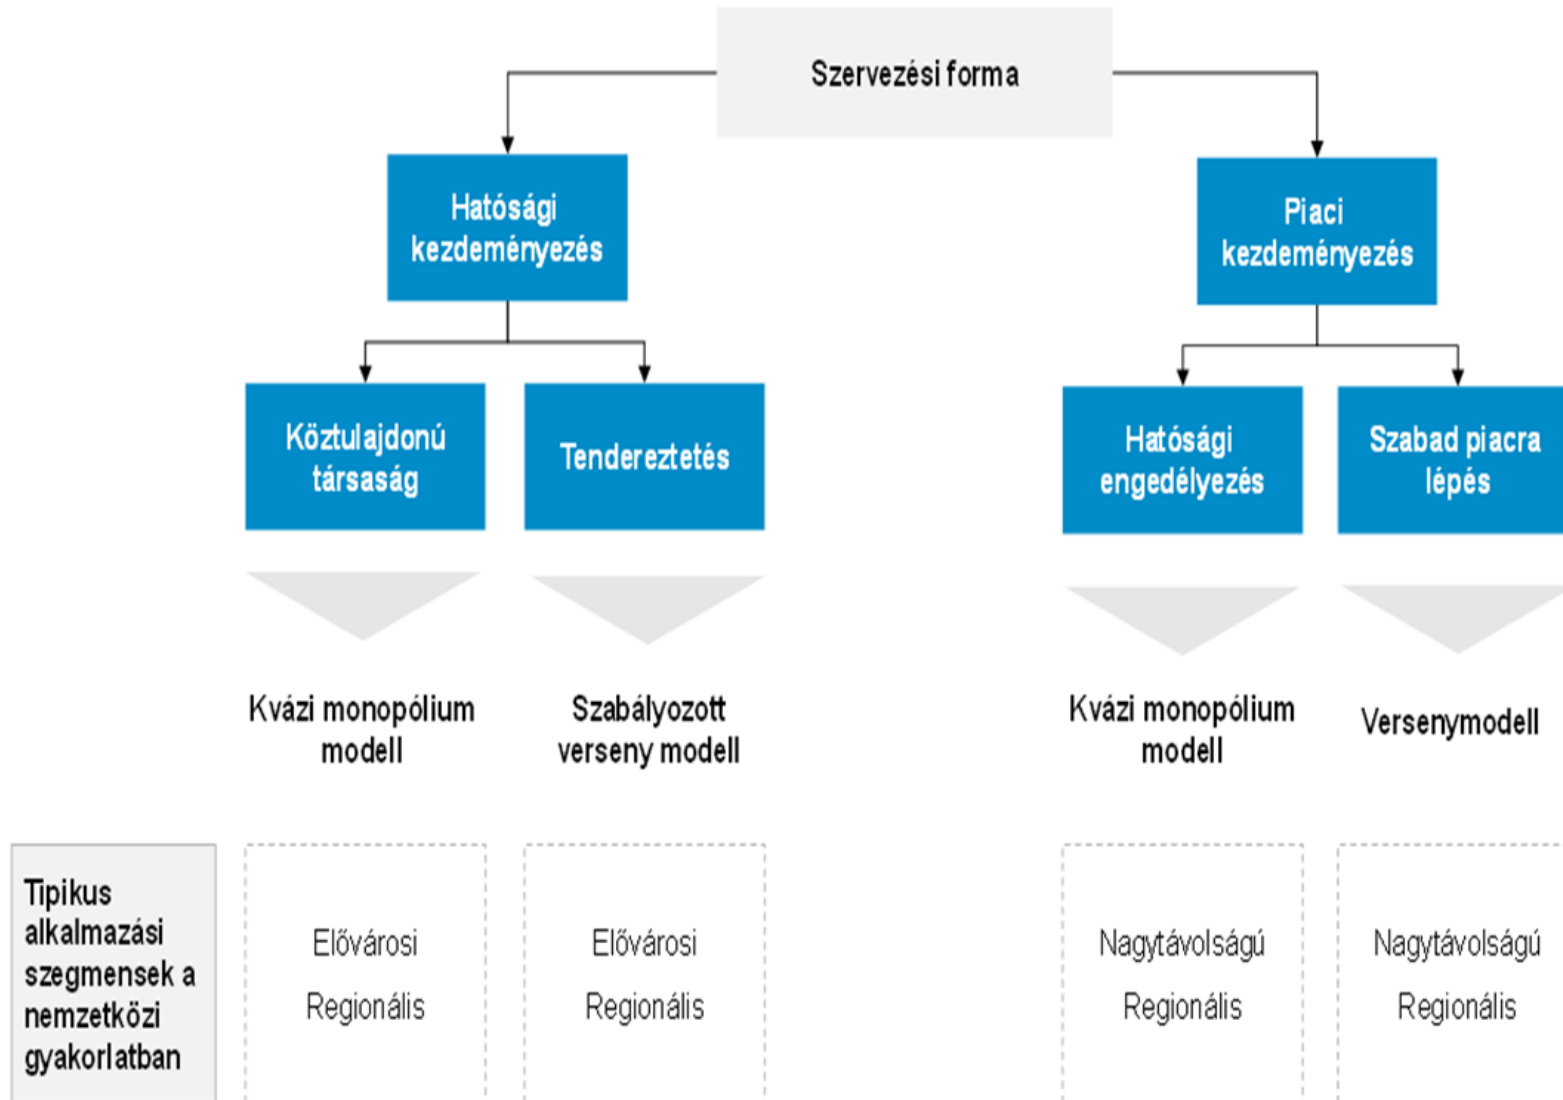 Szervezési forma
Hatósági
kezdeményezés
Piaci
kezdeményezés
Köztulajdonú
társaság
Tendereztetés
Hatósági
engedélyezés
Szabad piacra
lépés
Kvázi monopólium
modell
Szabályozott
verseny modell
Kvázi monopólium
modell
Versenymodell
Tipikus
alkalmazási
szegmensek a
nemzetközi
gyakorlatban
Elővárosi
Regionális
Elővárosi
Regionális
Nagytávolságú
Regionális
Nagytávolságú
Regionális